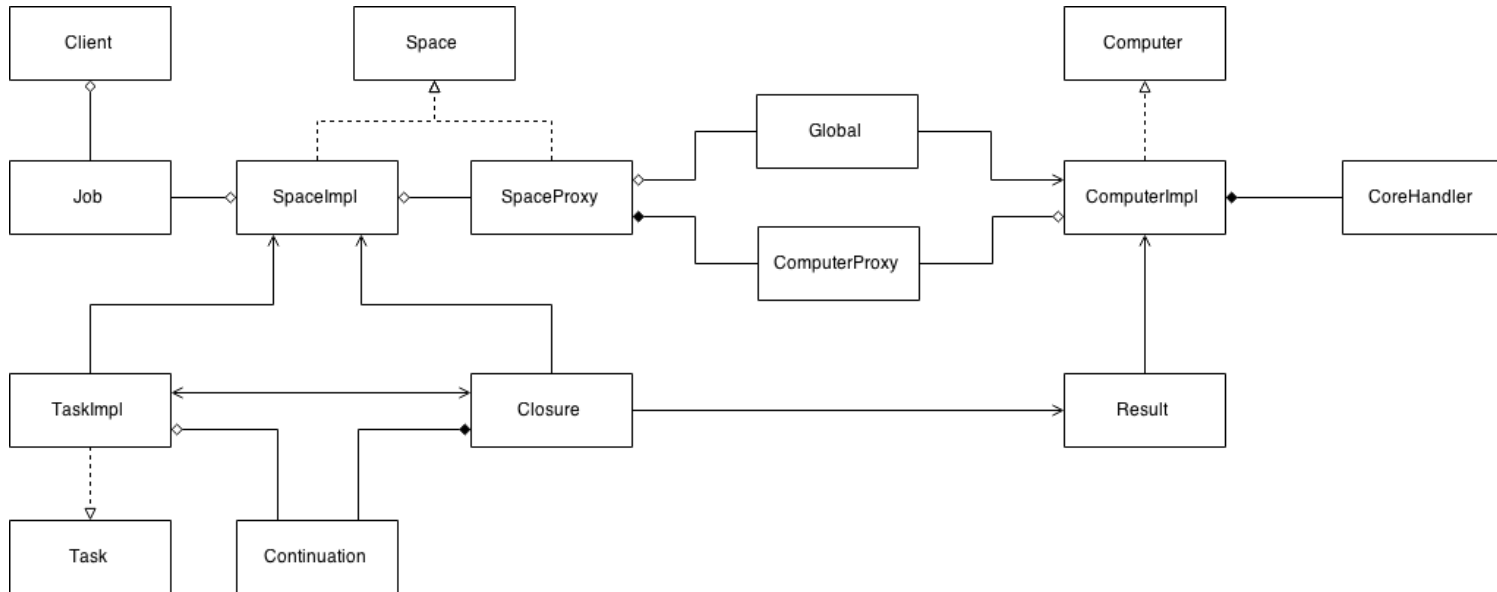 Client
Space
Computer
Global
Job
SpaceImpl
SpaceProxy
ComputerImpl
CoreHandler
ComputerProxy
TaskImpl
Closure
Result
Task
Continuation